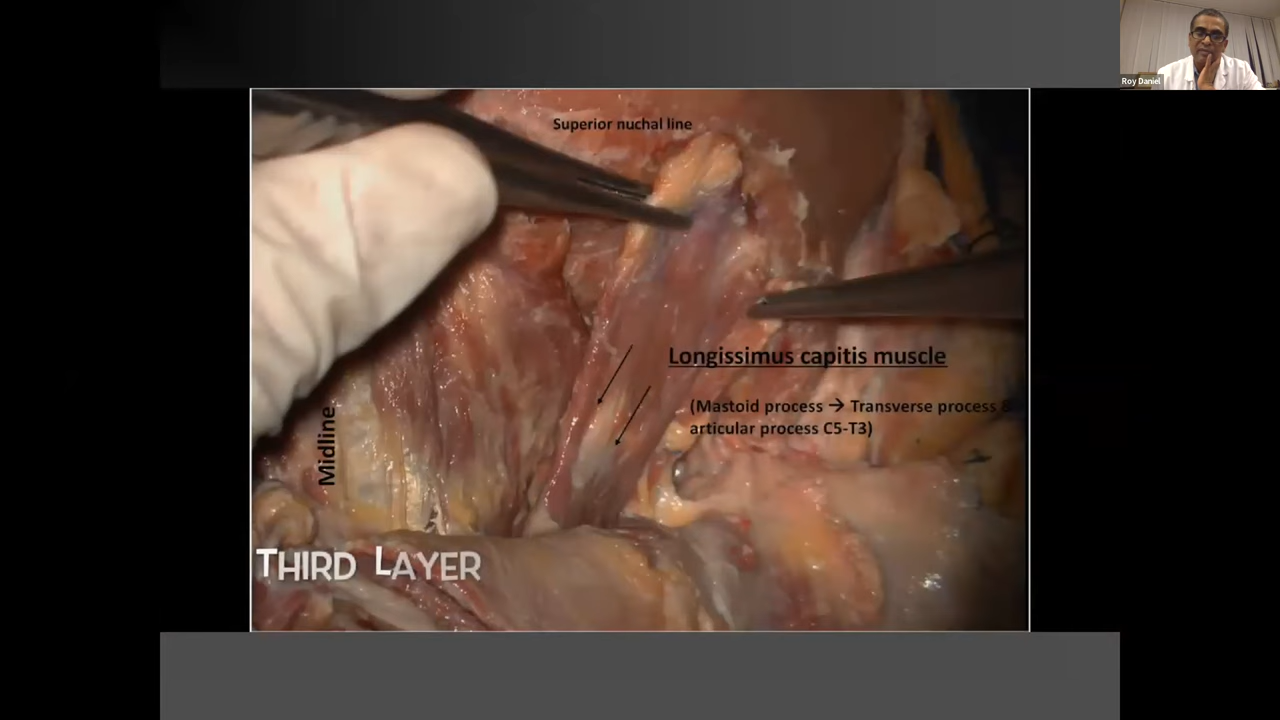 Roy Daniel
Superior nuchal line
Longissimus capitis muscle
(Mastoid process → Transverse process &
articular process C5-T3)
Midline
THIRD LAYER